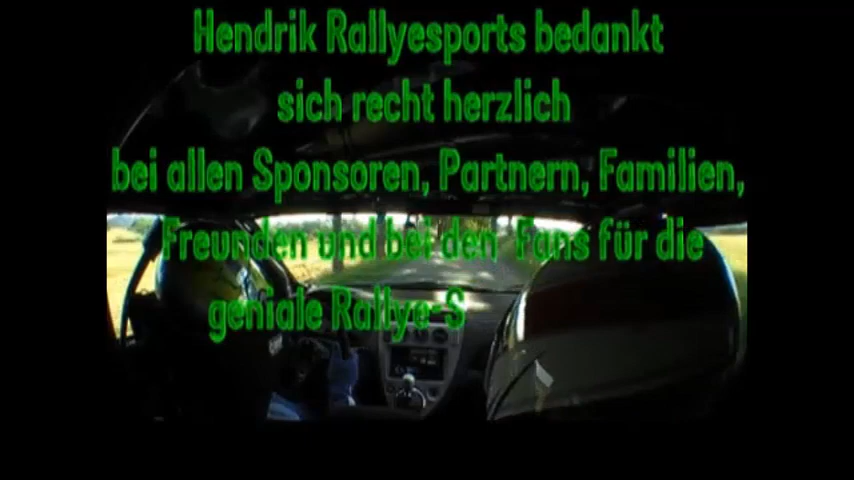 Hendrik Rallyesports bedankt
sich recht herzlich
bei allen Sponsoren, Partnern, Familien,
Freunden und bei den Fans für die
geniale Rallye-S